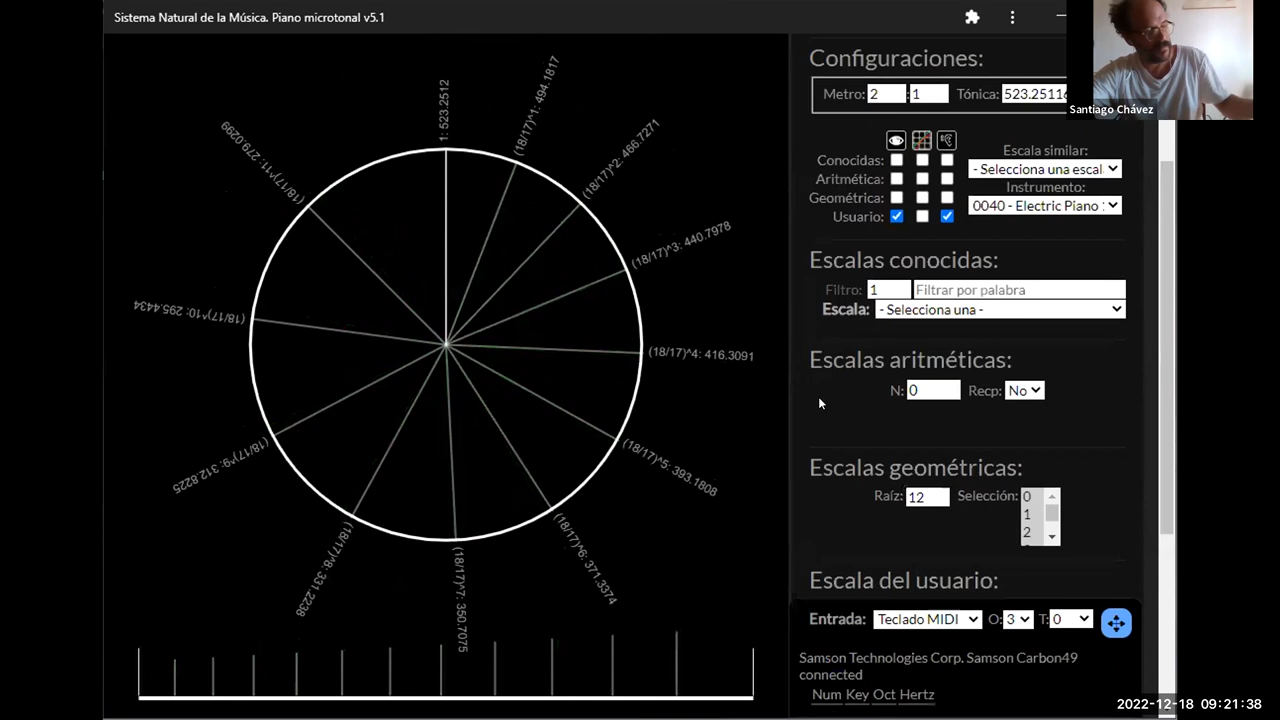 Sistema Natural de la Música. Piano microtonal v5.1
Santiago Chávez
1: 523.2512
(18/17)^1: 494.1817
(18/17)^2: 466.7271
(18/17)^3: 440.7978
(18/17)^4: 416.3091
(18/17)^5: 393.1808
(18/17)^6: 371.3374
(18/17)^7: 350.7075
(18/17)^8: 331.2238
(18/17)^9: 312.8225
(18/17)^10: 295.4434
(18/17)^11: 279.0299
Configuraciones:
Metro: 2 : 1 Tónica: 523.2511
Conocidas:
Aritmética:
Geométrica:
Usuario:
Escala similar:
- Selecciona una escal
Instrumento:
0040 - Electric Piano
Escalas conocidas:
Filtro: 1 Filtrar por palabra
Escala: - Selecciona una -
Escalas aritméticas:
N: 0 Recp: No
Escalas geométricas:
Raíz: 12 Selección: 0
1
2
Escala del usuario:
Entrada: Teclado MIDI O: 3 T: 0
Samson Technologies Corp. Samson Carbon49
connected
Num Key Oct Hertz
2022-12-18 09:21:38